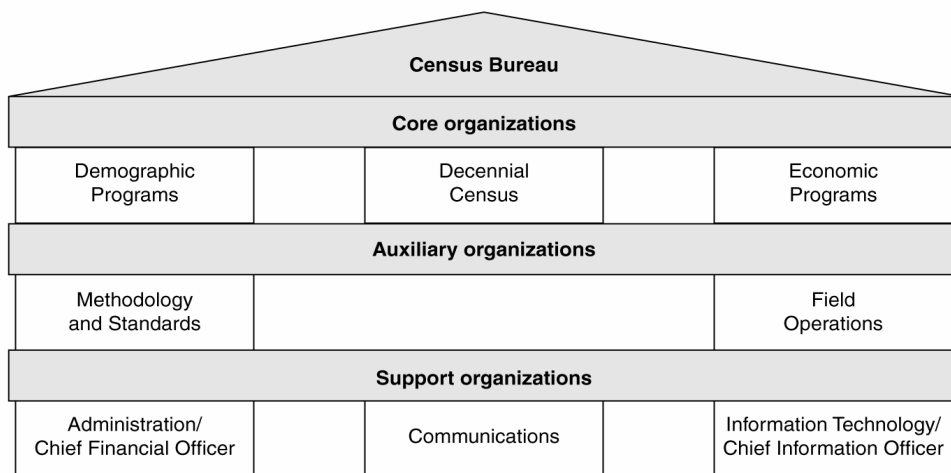 Census Bureau
Core organizations
Demographic
Programs
Decennial
Census
Economic
Programs
Auxiliary organizations
Methodology
and Standards
Field
Operations
Support organizations
Administration/
Chief Financial Officer
Communications
Information Technology/
Chief Information Officer